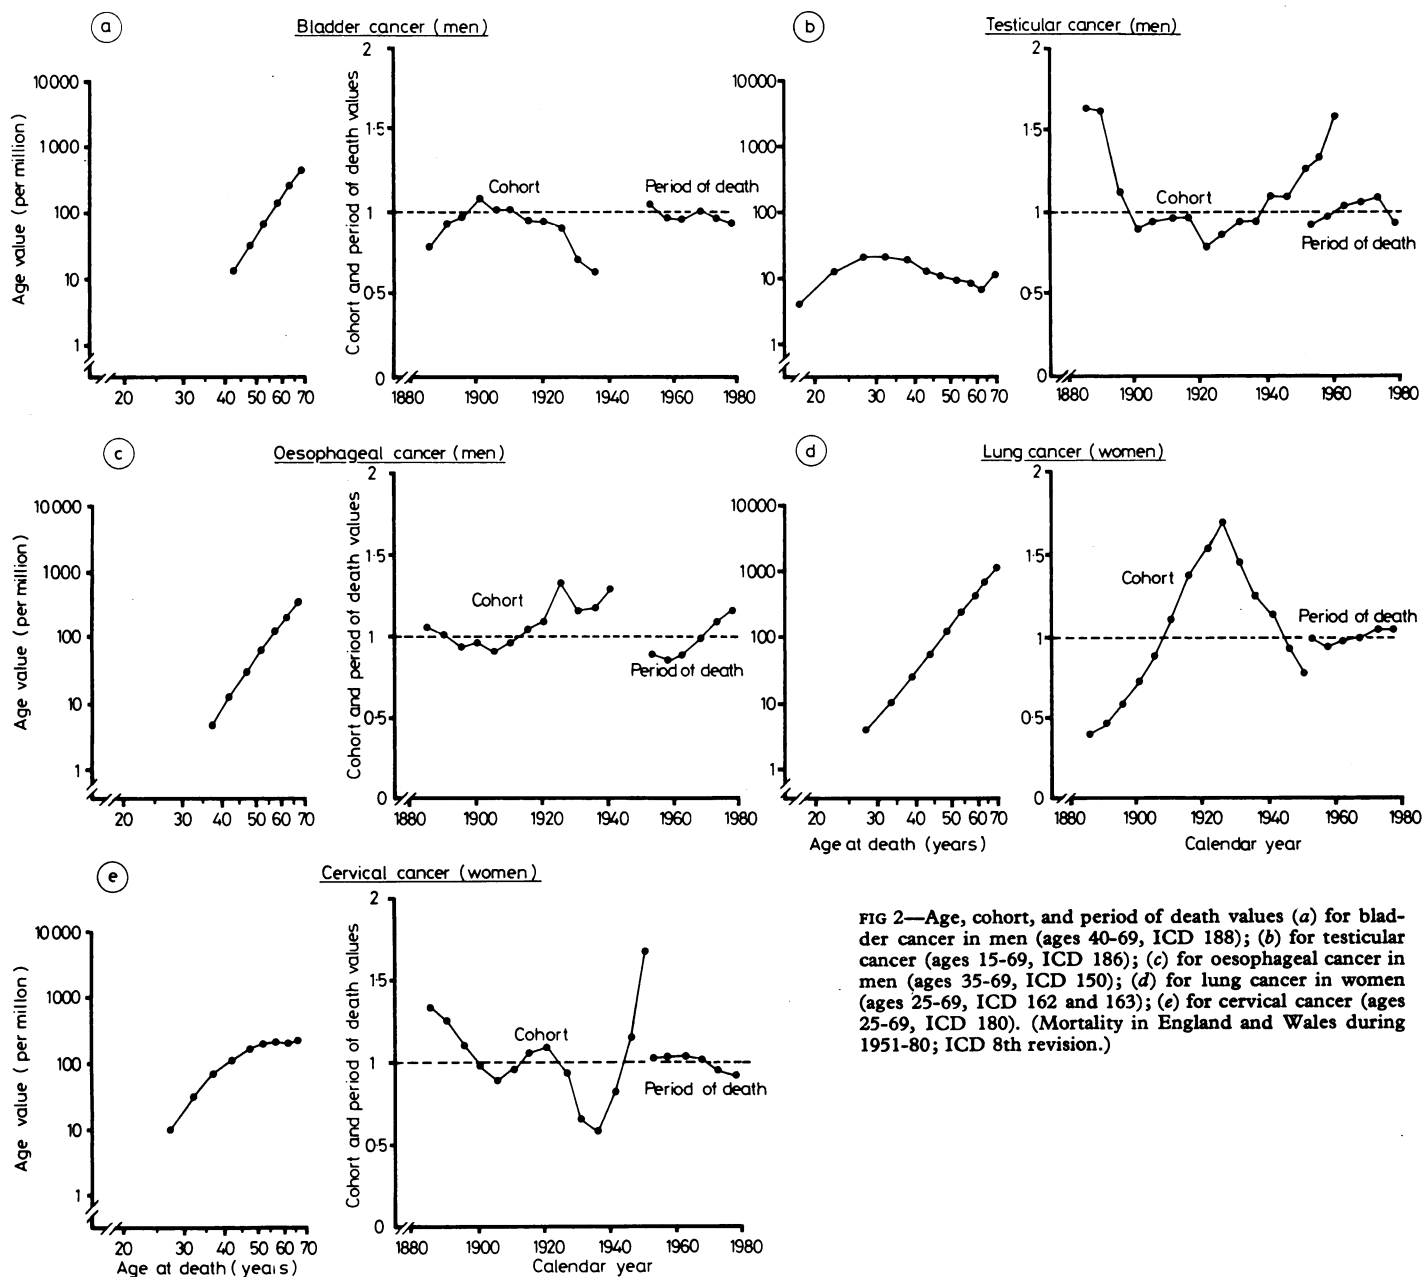 a
Bladder cancer (men)
Age value (per million)
10000
1000
100
10
1
20 30 40 50 60 70
Cohort and period of death values
2
1·5
1
0·5
0
Cohort
Period of death
1880 1900 1920 1940 1960 1980
b
Testicular cancer (men)
10000
1000
100
10
1
20 30 40 50 60 70
2
1·5
1
0·5
0
Cohort
Period of death
1880 1900 1920 1940 1960 1980
c
Oesophageal cancer (men)
Age value (per million)
10000
1000
100
10
1
20 30 40 50 60 70
Cohort and period of death values
2
1·5
1
0·5
0
Cohort
Period of death
1880 1900 1920 1940 1960 1980
d
Lung cancer (women)
10000
1000
100
10
1
20 30 40 50 60 70
Age at death (years)
2
1·5
1
0·5
0
Cohort
Period of death
1880 1900 1920 1940 1960 1980
Calendar year
e
Cervical cancer (women)
Age value (per million)
10000
1000
100
10
1
20 30 40 50 60 70
Age at death (years)
Cohort and period of death values
2
1·5
1
0·5
0
Cohort
Period of death
1880 1900 1920 1940 1960 1980
Calendar year
FIG 2—Age, cohort, and period of death values (a) for blad-
der cancer in men (ages 40-69, ICD 188); (b) for testicular
cancer (ages 15-69, ICD 186); (c) for oesophageal cancer in
men (ages 35-69, ICD 150); (d) for lung cancer in women
(ages 25-69, ICD 162 and 163); (e) for cervical cancer (ages
25-69, ICD 180). (Mortality in England and Wales during
1951-80; ICD 8th revision.)